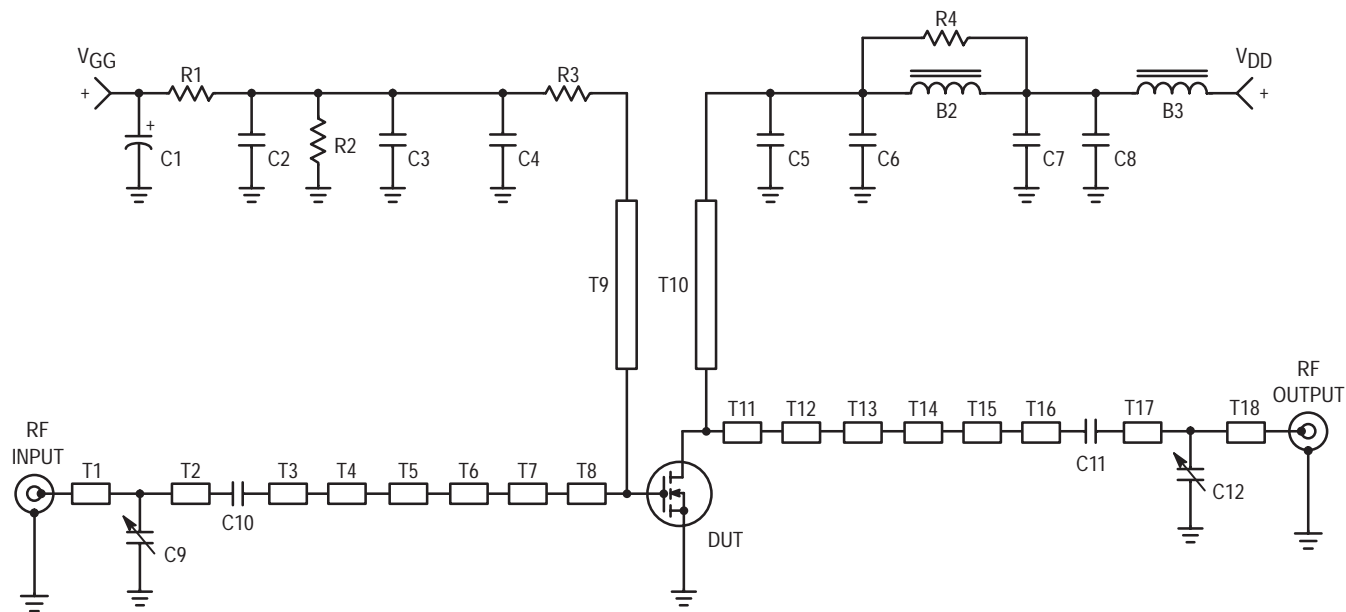 R4
VGG
+
R1
R3
VDD
+
B2
B3
+
C1
C2
R2
C3
C4
C5
C6
C7
C8
T9
T10
RF
OUTPUT
T11
T12
T13
T14
T15
T16
T17
T18
C11
C12
RF
INPUT
T1
T2
T3
T4
T5
T6
T7
T8
C10
C9
DUT